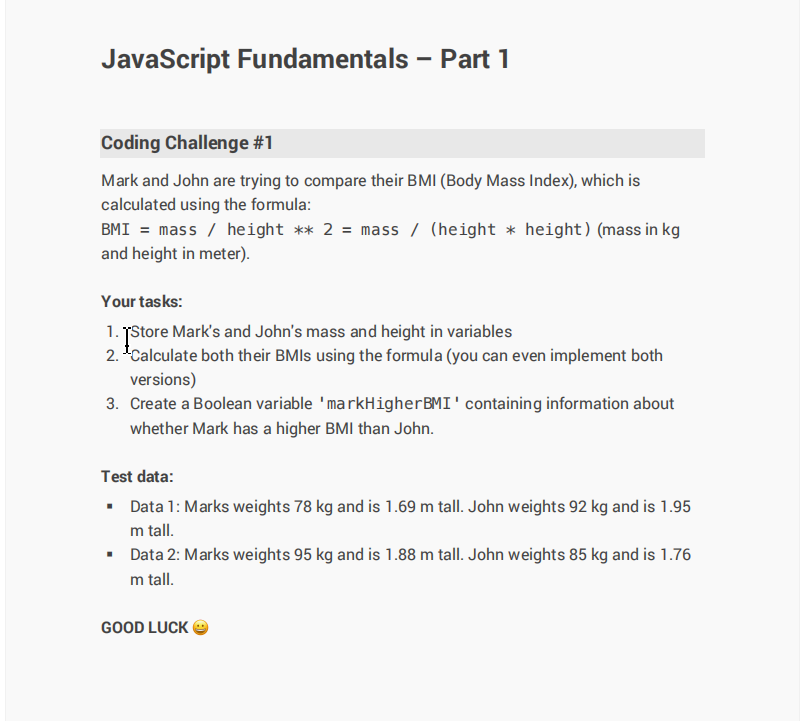 JavaScript Fundamentals – Part 1
Coding Challenge #1
Mark and John are trying to compare their BMI (Body Mass Index), which is
calculated using the formula:
BMI = mass / height ** 2 = mass / (height * height) (mass in kg
and height in meter).
Your tasks:
1. Store Mark's and John's mass and height in variables
2. Calculate both their BMIs using the formula (you can even implement both
versions)
3. Create a Boolean variable 'markHigherBMI' containing information about
whether Mark has a higher BMI than John.
Test data:
▪ Data 1: Marks weights 78 kg and is 1.69 m tall. John weights 92 kg and is 1.95
m tall.
▪ Data 2: Marks weights 95 kg and is 1.88 m tall. John weights 85 kg and is 1.76
m tall.
GOOD LUCK 😀